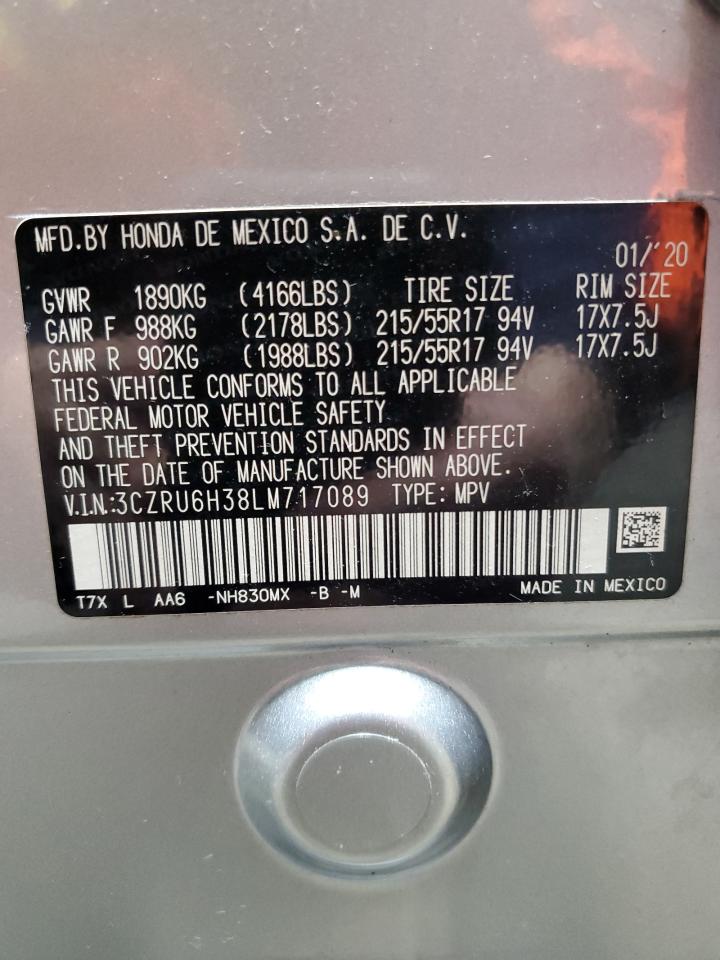 MFD.BY HONDA DE MEXICO S.A. DE C.V.
01/'20
GVWR 1890KG (4166LBS) TIRE SIZE RIM SIZE
GAWR F 988KG (2178LBS) 215/55R17 94V 17X7.5J
GAWR R 902KG (1988LBS) 215/55R17 94V 17X7.5J
THIS VEHICLE CONFORMS TO ALL APPLICABLE
FEDERAL MOTOR VEHICLE SAFETY
AND THEFT PREVENTION STANDARDS IN EFFECT
ON THE DATE OF MANUFACTURE SHOWN ABOVE.
V.I.N.:3CZRU6H38LM717089 TYPE: MPV
T7X L AA6 -NH830MX -B -M MADE IN MEXICO